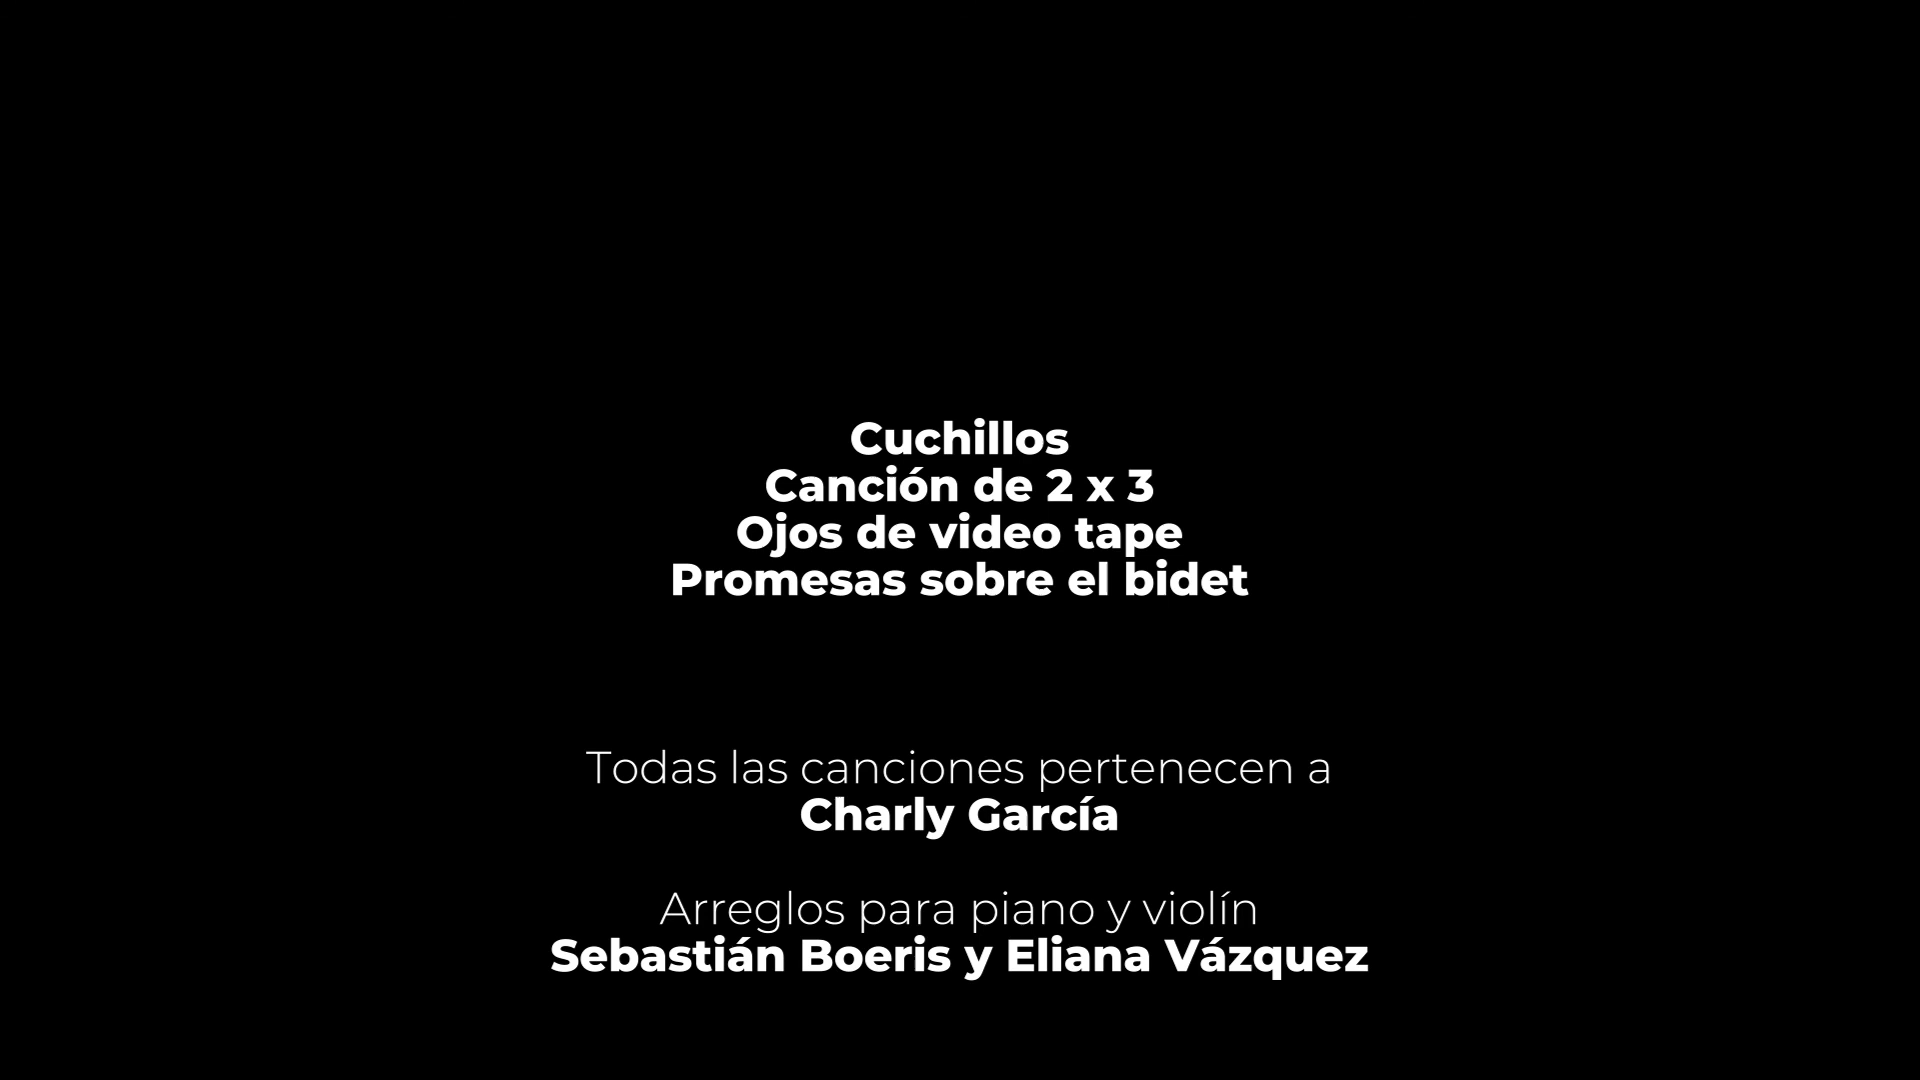 Cuchillos
Canción de 2 x 3
Ojos de video tape
Promesas sobre el bidet
Todas las canciones pertenecen a
Charly García
Arreglos para piano y violín
Sebastián Boeris y Eliana Vázquez